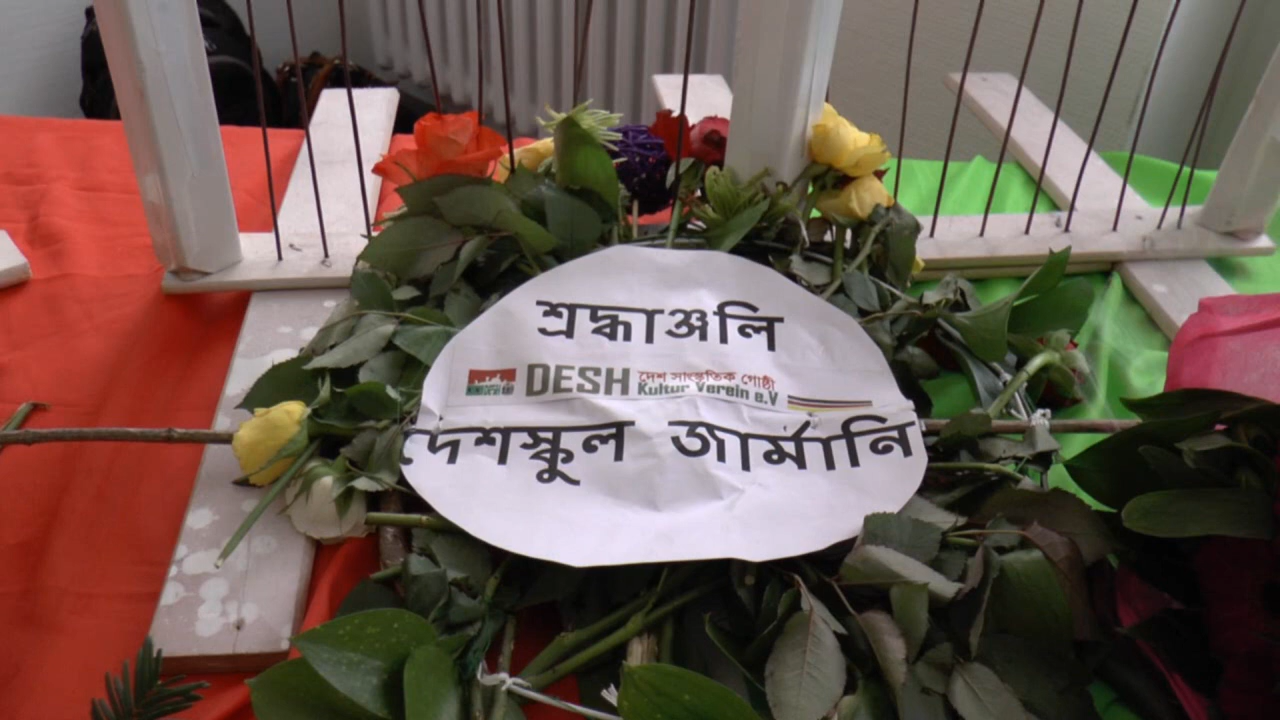 শ্রদ্ধাঞ্জলি
DESH দেশ সাংস্কৃতিক গোষ্ঠী
Kultur Verein e.V
দেশস্কুল জার্মানি